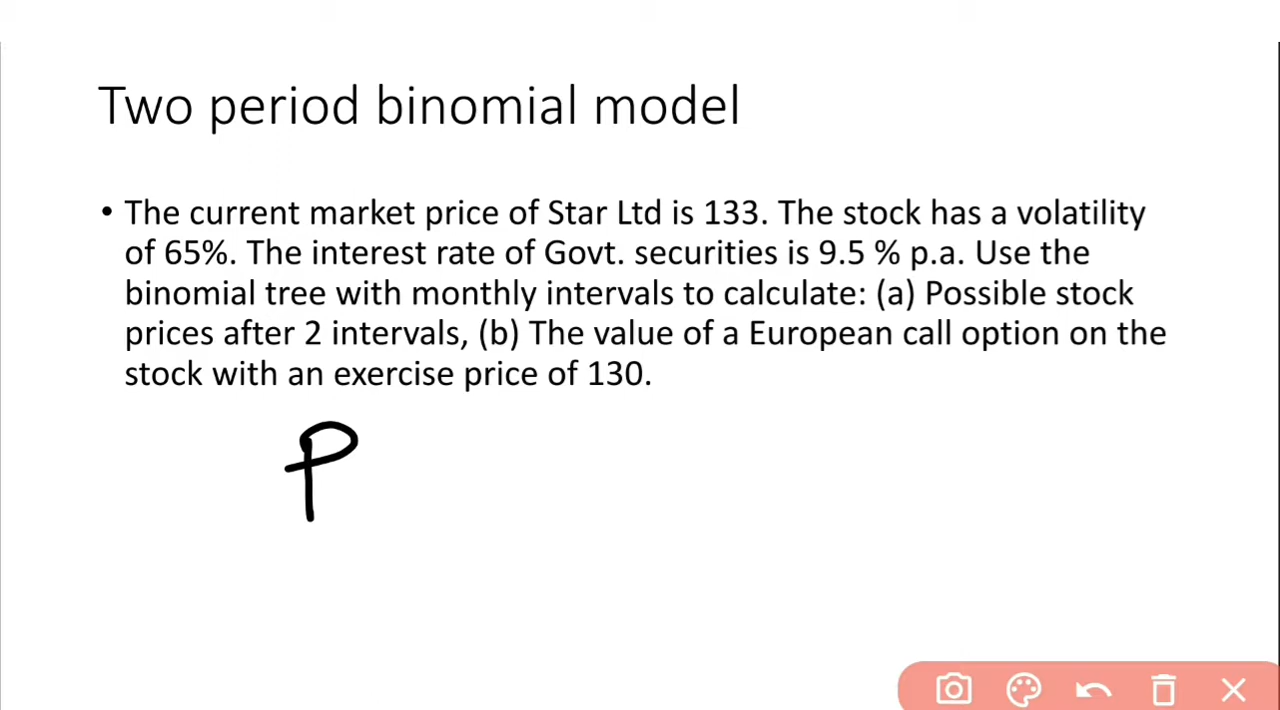 Two period binomial model
• The current market price of Star Ltd is 133. The stock has a volatility
of 65%. The interest rate of Govt. securities is 9.5 % p.a. Use the
binomial tree with monthly intervals to calculate: (a) Possible stock
prices after 2 intervals, (b) The value of a European call option on the
stock with an exercise price of 130.
P